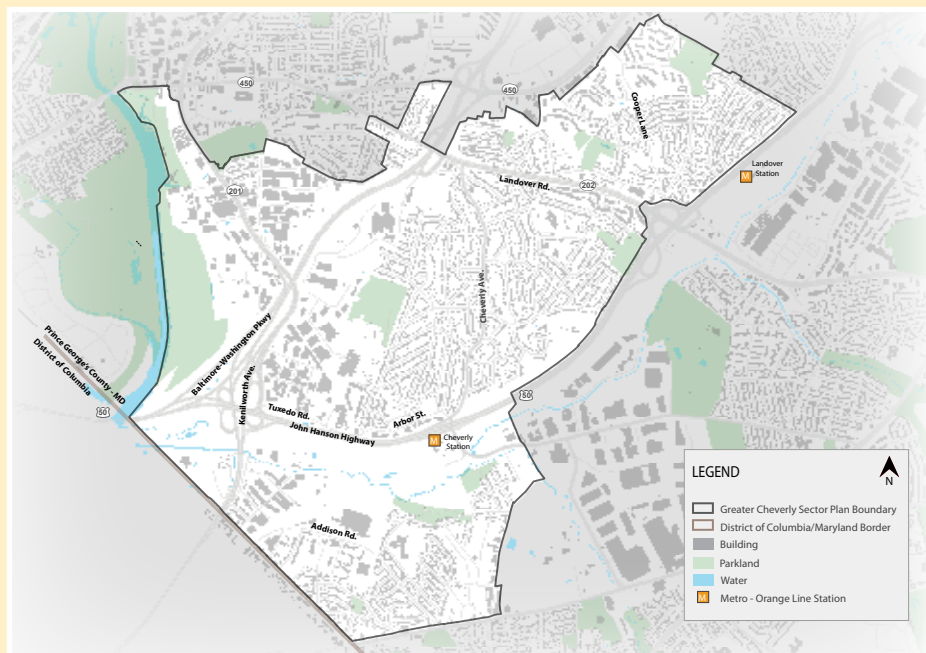 450
450
Cooper Lane
Landover
Station
M
Landover Rd.
202
201
Cheverly Ave.
Prince George's County - MD
District of Columbia
Baltimore-Washington Pkwy
Kenilworth Ave.
50
50
Tuxedo Rd.
Arbor St.
John Hanson Highway
M
Cheverly
Station
Addison Rd.
LEGEND
N
Greater Cheverly Sector Plan Boundary
District of Columbia/Maryland Border
Building
Parkland
Water
M
Metro - Orange Line Station